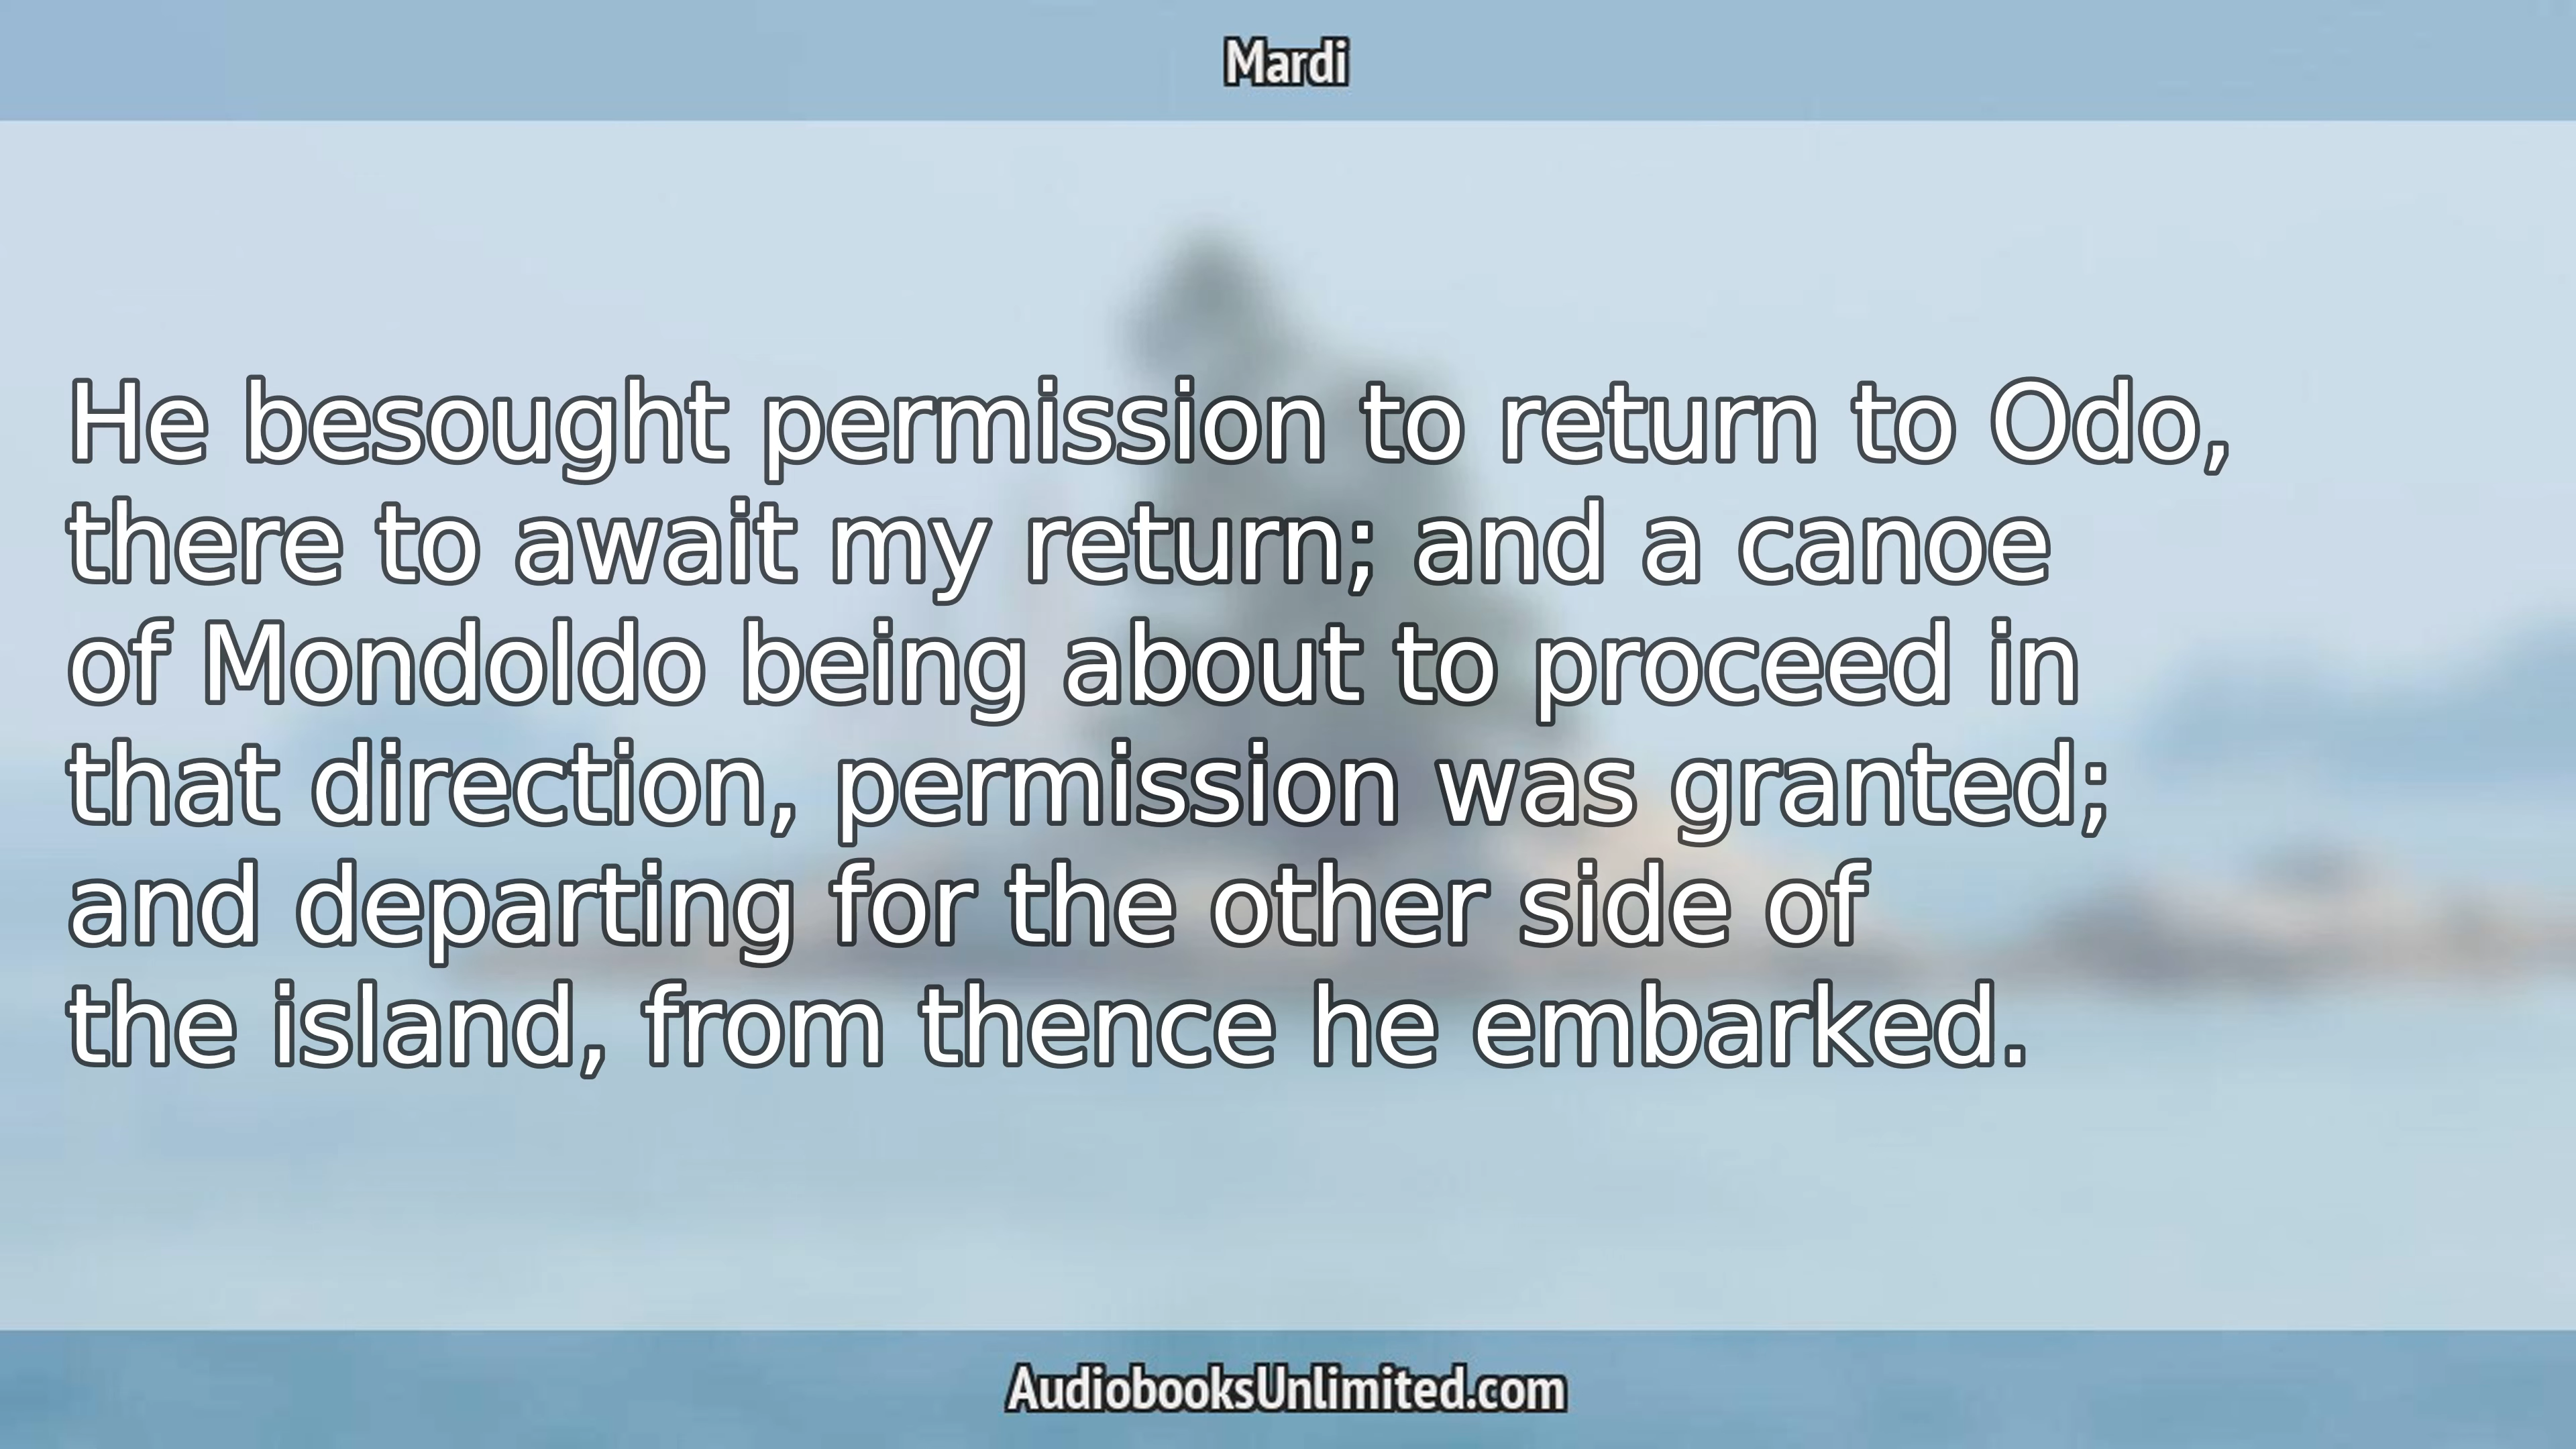 Mardi
He besought permission to return to Odo,
there to await my return; and a canoe
of Mondoldo being about to proceed in
that direction, permission was granted;
and departing for the other side of
the island, from thence he embarked.
AudiobooksUnlimited.com